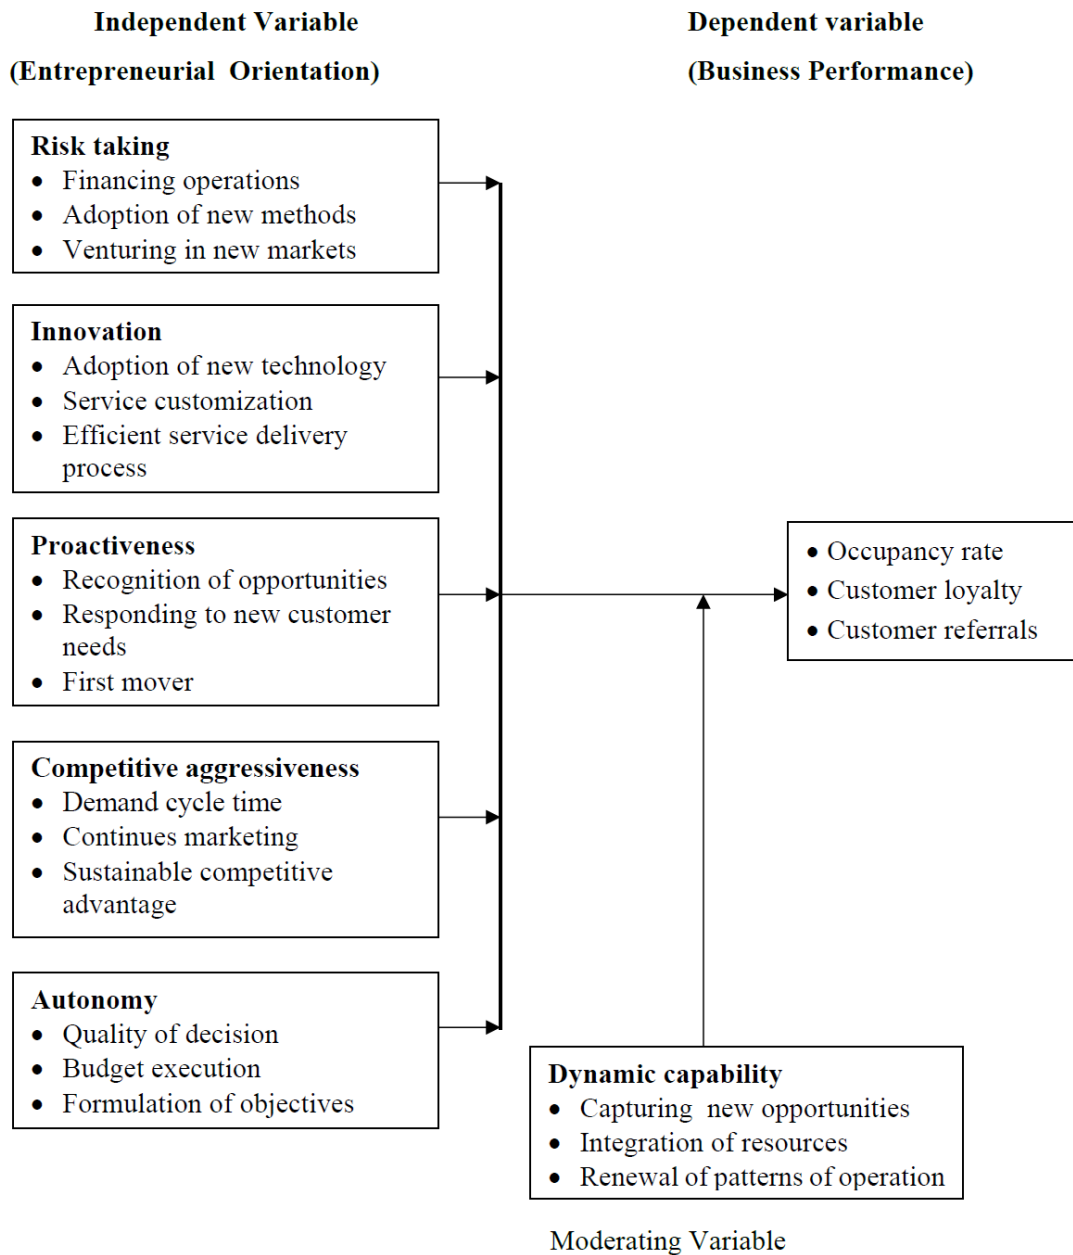 Independent Variable
(Entrepreneurial Orientation)
Dependent variable
(Business Performance)
Risk taking
• Financing operations
• Adoption of new methods
• Venturing in new markets
Innovation
• Adoption of new technology
• Service customization
• Efficient service delivery
process
Proactiveness
• Recognition of opportunities
• Responding to new customer
needs
• First mover
• Occupancy rate
• Customer loyalty
• Customer referrals
Competitive aggressiveness
• Demand cycle time
• Continues marketing
• Sustainable competitive
advantage
Autonomy
• Quality of decision
• Budget execution
• Formulation of objectives
Dynamic capability
• Capturing new opportunities
• Integration of resources
• Renewal of patterns of operation
Moderating Variable